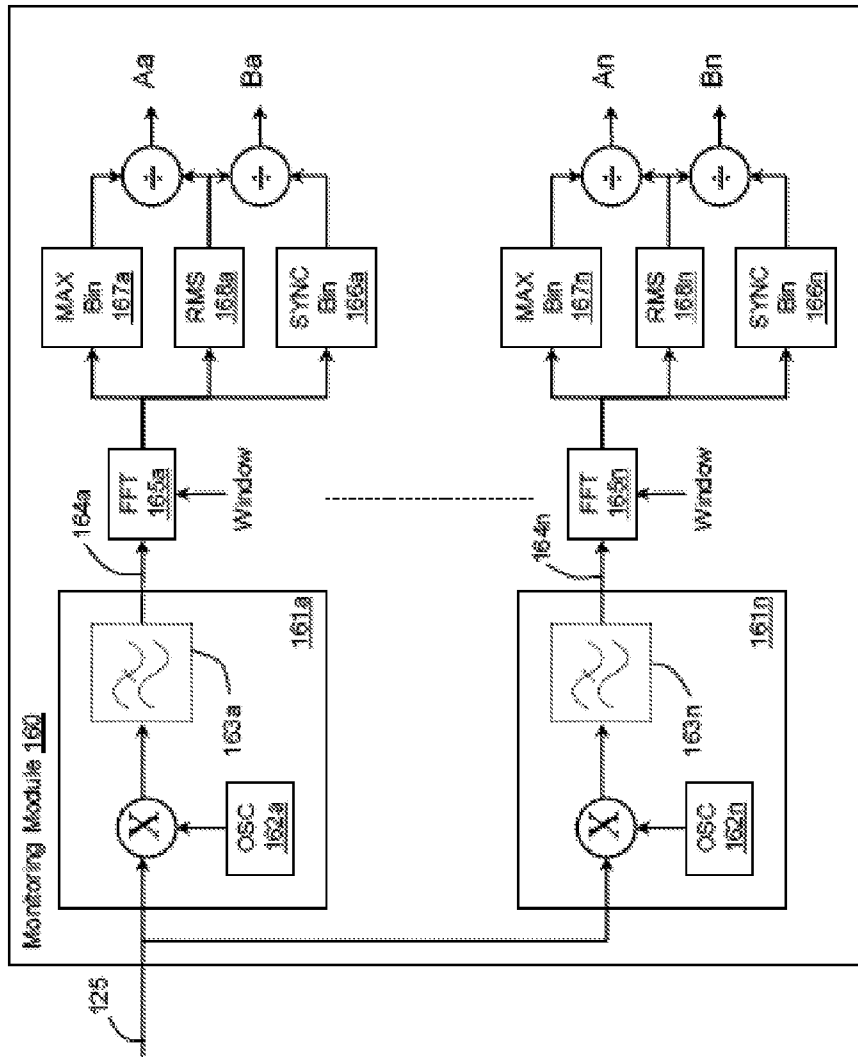 Monitoring Module 160
125
X
OSC
162a
163a
161a
164a
FFT
165a
Window
MAX
Bin
167a
RMS
168a
SYNC
Bin
166a
÷
Aa
÷
Ba
X
OSC
162n
163n
161n
164n
FFT
165n
Window
MAX
Bin
167n
RMS
168n
SYNC
Bin
166n
÷
An
÷
Bn